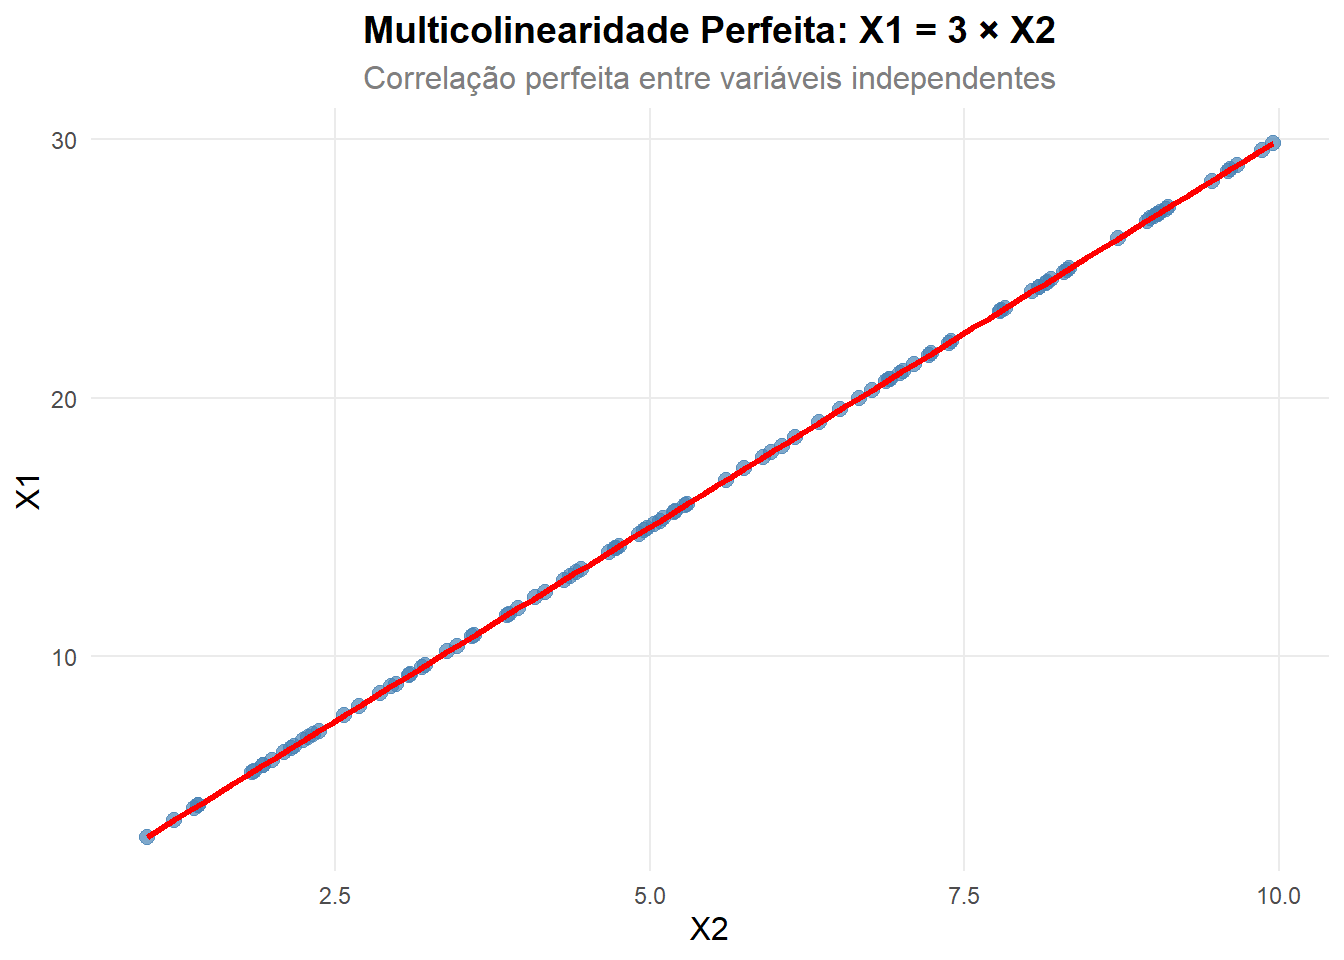 Multicolinearidade Perfeita: X1 = 3 × X2
Correlação perfeita entre variáveis independentes
30
20
10
X1
2.5
5.0
7.5
10.0
X2